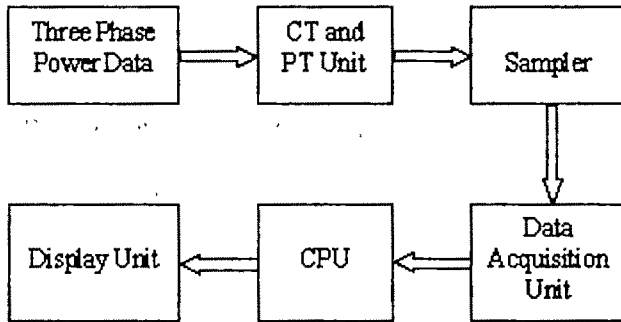 Three Phase
Power Data
CT and
PT Unit
Sampler
Data
Acquisition
Unit
CPU
Display Unit